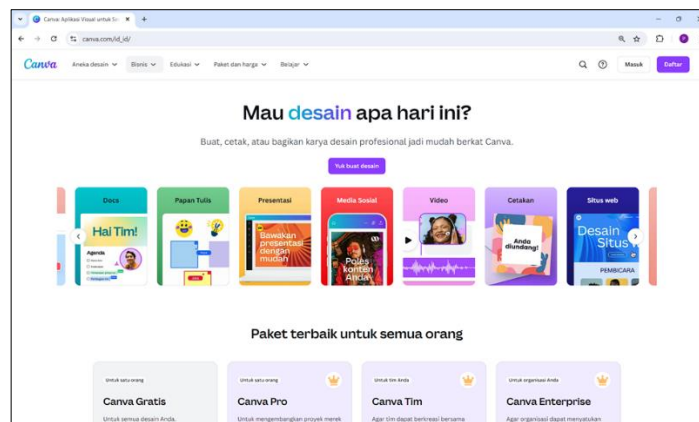 Canva: Aplikasi Visual untuk Se
canva.com/id_id/
Canva Aneka desain Bisnis Edukasi Paket dan harga Belajar Masuk Daftar
Mau desain apa hari ini?
Buat, cetak, atau bagikan karya desain profesional jadi mudah berkat Canva.
Yuk buat desain
Docs Papan Tulis Presentasi Media Sosial Video Cetakan Situs web
Hai Tim!
Agenda
Bawakan
presentasi
dengan
mudah
Poles
konten
Anda
Anda
diundang!
Desain
Situs
PEMBICARA
Paket terbaik untuk semua orang
Untuk satu orang
Canva Gratis
Untuk semua desain Anda.
Untuk satu orang
Canva Pro
Untuk mengembangkan proyek merek
Untuk tim Anda
Canva Tim
Agar tim dapat berkreasi bersama
Untuk organisasi Anda
Canva Enterprise
Agar organisasi dapat menyatukan